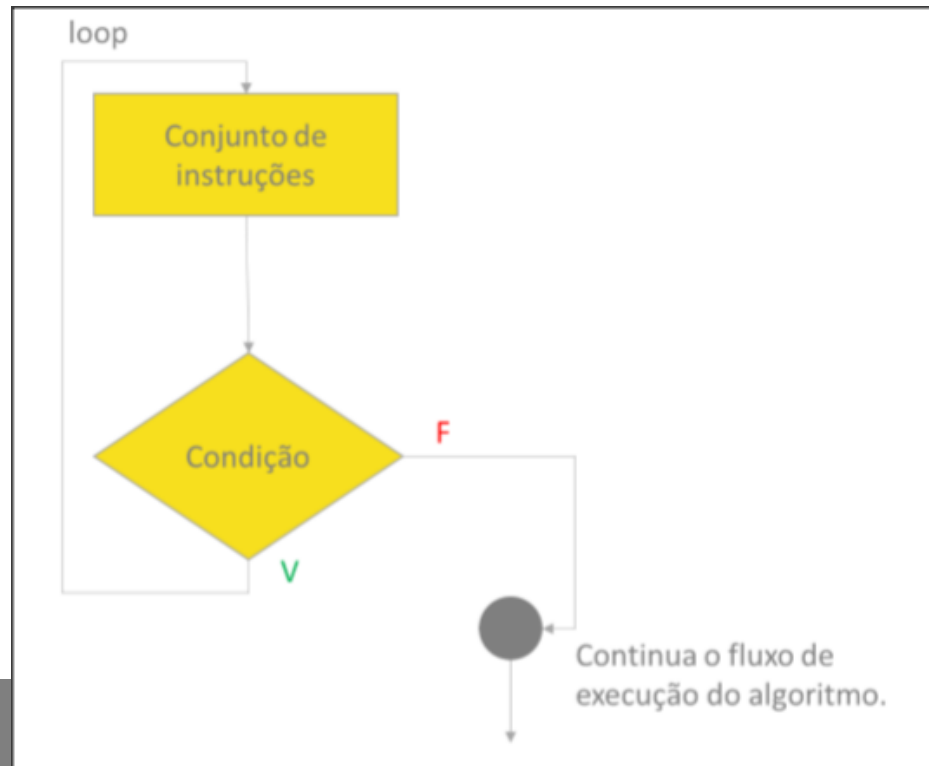 loop
Conjunto de
instruções
Condição
F
V
Continua o fluxo de
execução do algoritmo.